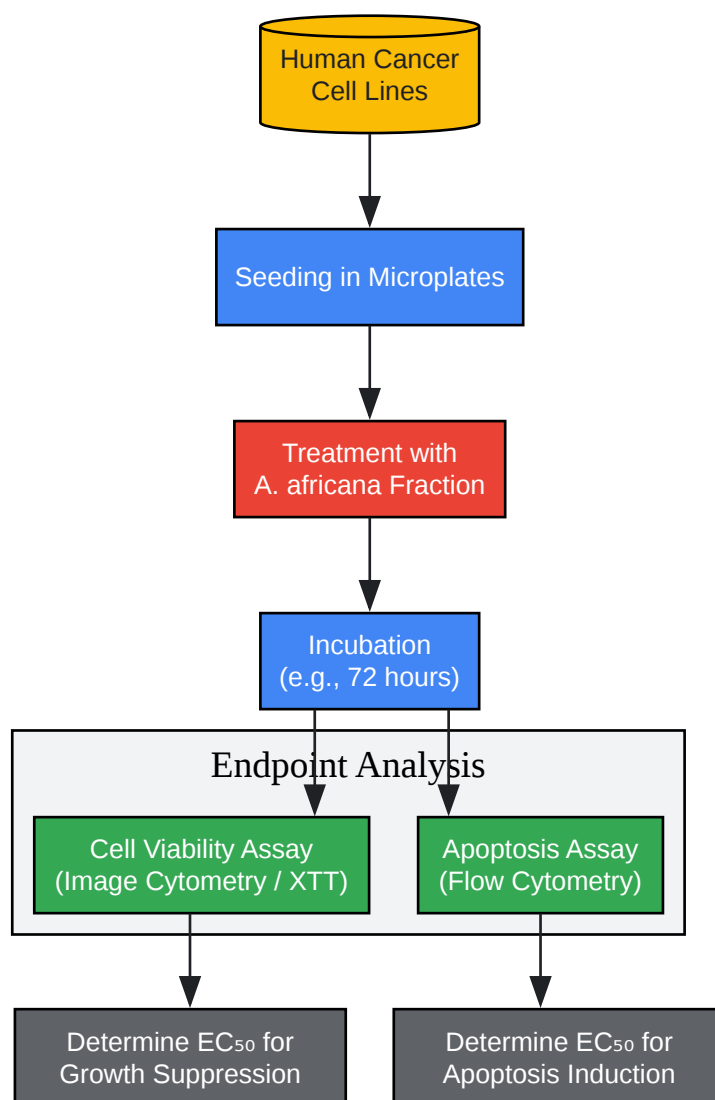 Human Cancer
Cell Lines
Seeding in Microplates
Treatment with
A. africana Fraction
Incubation
(e.g., 72 hours)
Endpoint Analysis
Cell Viability Assay
(Image Cytometry / XTT)
Apoptosis Assay
(Flow Cytometry)
Determine EC₅₀ for
Growth Suppression
Determine EC₅₀ for
Apoptosis Induction